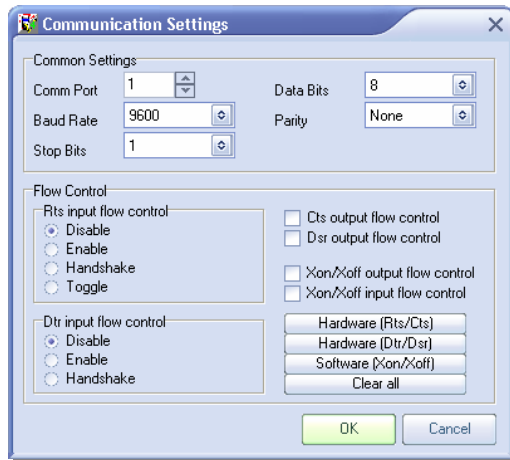 Communication Settings
Common Settings
Comm Port 1 Data Bits 8
Baud Rate 9600 Parity None
Stop Bits 1
Flow Control
Rts input flow control
Disable
Enable
Handshake
Toggle
Cts output flow control
Dsr output flow control
Xon/Xoff output flow control
Xon/Xoff input flow control
Dtr input flow control
Disable
Enable
Handshake
Hardware (Rts/Cts)
Hardware (Dtr/Dsr)
Software (Xon/Xoff)
Clear all
OK Cancel